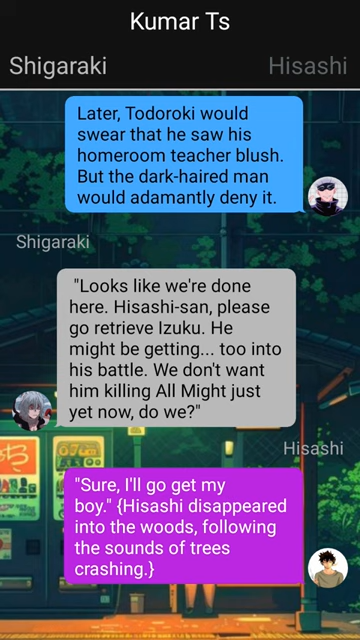 Kumar Ts
Shigaraki
Hisashi
Later, Todoroki would
swear that he saw his
homeroom teacher blush.
But the dark-haired man
would adamantly deny it.
Shigaraki
"Looks like we're done
here. Hisashi-san, please
go retrieve Izuku. He
might be getting... too into
his battle. We don't want
him killing All Might just
yet now, do we?"
Hisashi
"Sure, I'll go get my
boy." {Hisashi disappeared
into the woods, following
the sounds of trees
crashing.}